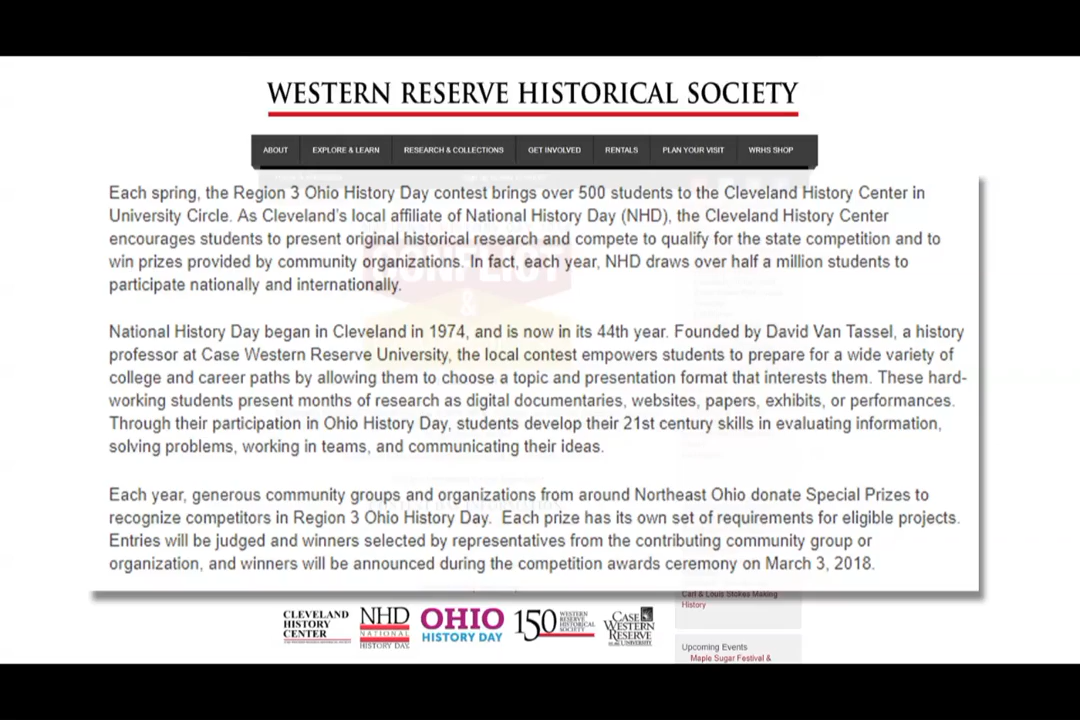 WESTERN RESERVE HISTORICAL SOCIETY
ABOUT EXPLORE & LEARN RESEARCH & COLLECTIONS GET INVOLVED RENTALS PLAN YOUR VISIT WRHS SHOP
Each spring, the Region 3 Ohio History Day contest brings over 500 students to the Cleveland History Center in
University Circle. As Cleveland's local affiliate of National History Day (NHD), the Cleveland History Center
encourages students to present original historical research and compete to qualify for the state competition and to
win prizes provided by community organizations. In fact, each year, NHD draws over half a million students to
participate nationally and internationally.
National History Day began in Cleveland in 1974, and is now in its 44th year. Founded by David Van Tassel, a history
professor at Case Western Reserve University, the local contest empowers students to prepare for a wide variety of
college and career paths by allowing them to choose a topic and presentation format that interests them. These hard-
working students present months of research as digital documentaries, websites, papers, exhibits, or performances.
Through their participation in Ohio History Day, students develop their 21st century skills in evaluating information,
solving problems, working in teams, and communicating their ideas.
Each year, generous community groups and organizations from around Northeast Ohio donate Special Prizes to
recognize competitors in Region 3 Ohio History Day. Each prize has its own set of requirements for eligible projects.
Entries will be judged and winners selected by representatives from the contributing community group or
organization, and winners will be announced during the competition awards ceremony on March 3, 2018.
CONFLICT
&
Carl & Louis Stokes Making
History
CLEVELAND
HISTORY
CENTER
NHD
NATIONAL
HISTORY DAY
OHIO
HISTORY DAY
150
WESTERN
RESERVE
HISTORICAL
SOCIETY
CASE
WESTERN
RESERVE
UNIVERSITY
Upcoming Events
Maple Sugar Festival &